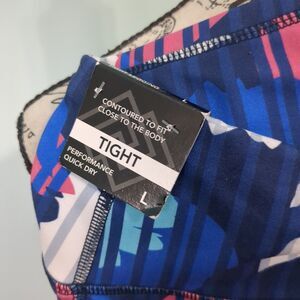 CONTOURED TO FIT
CLOSE TO THE BODY
TIGHT
PERFORMANCE
QUICK DRY
L